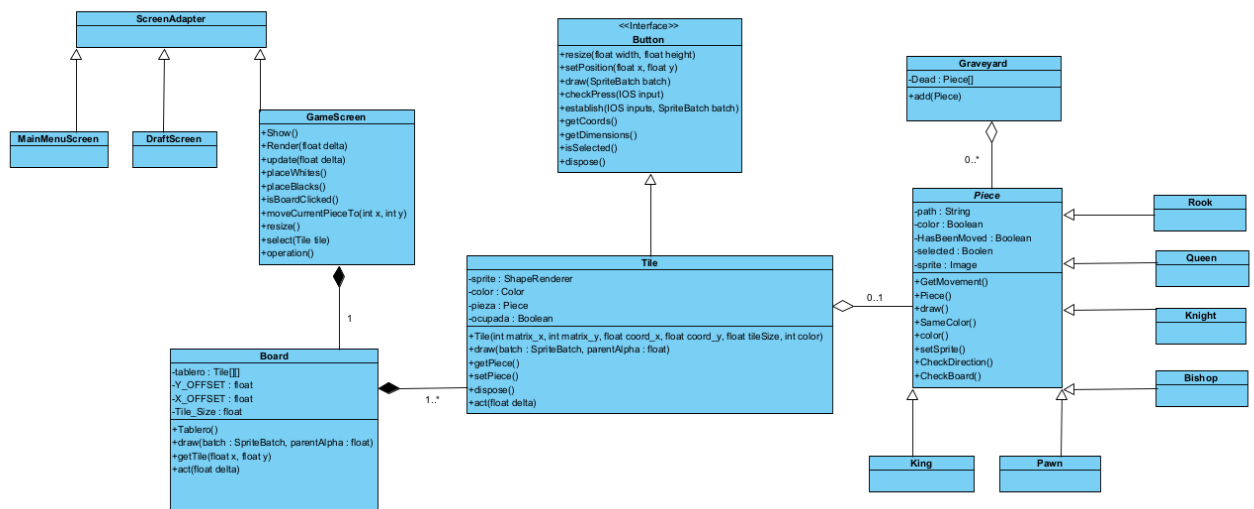 ScreenAdapter
MainMenuScreen
DraftScreen
GameScreen
+Show()
+Render(float delta)
+update(float delta)
+placeWhites()
+placeBlacks()
+isBoardClicked()
+moveCurrentPieceTo(int x, int y)
+resize()
+select(Tile tile)
+operation()
1
Board
-tablero : Tile[][]
-Y_OFFSET : float
-X_OFFSET : float
-Tile_Size : float
+Tablero()
+draw(batch : SpriteBatch, parentAlpha : float)
+getTile(float x, float y)
+act(float delta)
1..*
<<Interface>>
Button
+resize(float width, float height)
+setPosition(float x, float y)
+draw(SpriteBatch batch)
+checkPress(IOS input)
+establish(IOS inputs, SpriteBatch batch)
+getCoords()
+getDimensions()
+isSelected()
+dispose()
Tile
-sprite : ShapeRenderer
-color : Color
-pieza : Piece
-ocupada : Boolean
+Tile(int matrix_x, int matrix_y, float coord_x, float coord_y, float tileSize, int color)
+draw(batch : SpriteBatch, parentAlpha : float)
+getPiece()
+setPiece()
+dispose()
+act(float delta)
0..1
Graveyard
-Dead : Piece[]
+add(Piece)
0..*
Piece
-path : String
-color : Boolean
-HasBeenMoved : Boolean
-selected : Boolen
-sprite : Image
+GetMovement()
+Piece()
+draw()
+SameColor()
+color()
+setSprite()
+CheckDirection()
+CheckBoard()
Rook
Queen
Knight
Bishop
King
Pawn